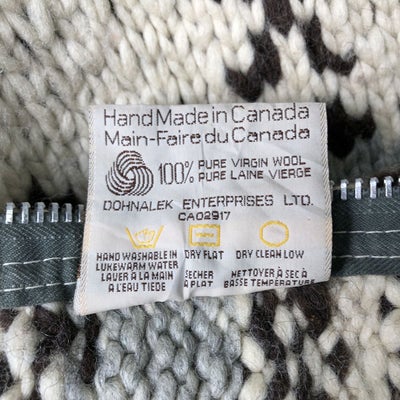 Hand Made in Canada
Main-Faire du Canada
100% PURE VIRGIN WOOL
PURE LAINE VIERGE
DOHNALEK ENTERPRISES LTD.
CA02917
HAND WASHABLE IN
LUKEWARM WATER
LAVER À LA MAIN
A L'EAU TIEDE
DRY FLAT
SECHER
À PLAT
DRY CLEAN LOW
NETTOYER À SEC À
BASSE TEMPERATURE